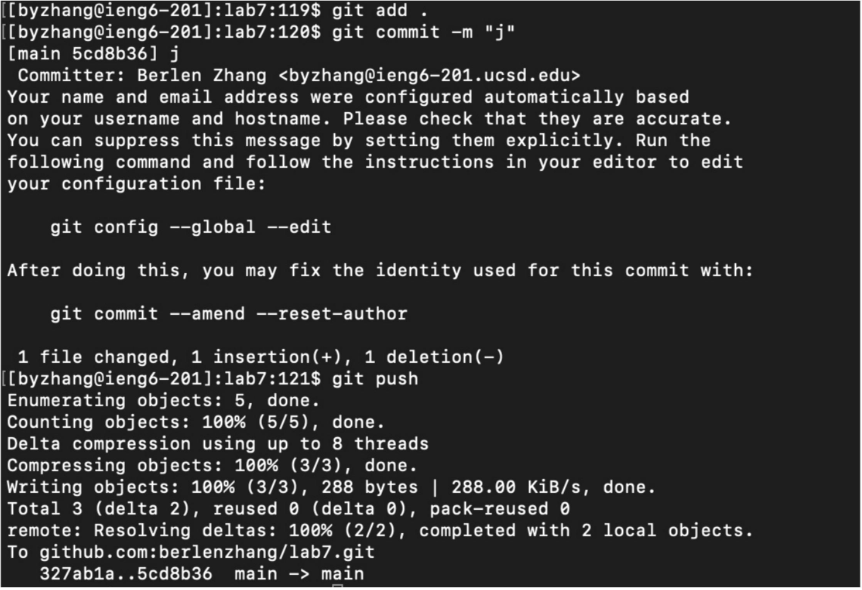 [[byzhang@ieng6-201]:lab7:119$ git add .
[[byzhang@ieng6-201]:lab7:120$ git commit -m "j"
[main 5cd8b36] j
 Committer: Berlen Zhang <byzhang@ieng6-201.ucsd.edu>
Your name and email address were configured automatically based
on your username and hostname. Please check that they are accurate.
You can suppress this message by setting them explicitly. Run the
following command and follow the instructions in your editor to edit
your configuration file:

    git config --global --edit

After doing this, you may fix the identity used for this commit with:

    git commit --amend --reset-author

 1 file changed, 1 insertion(+), 1 deletion(-)
[[byzhang@ieng6-201]:lab7:121$ git push
Enumerating objects: 5, done.
Counting objects: 100% (5/5), done.
Delta compression using up to 8 threads
Compressing objects: 100% (3/3), done.
Writing objects: 100% (3/3), 288 bytes | 288.00 KiB/s, done.
Total 3 (delta 2), reused 0 (delta 0), pack-reused 0
remote: Resolving deltas: 100% (2/2), completed with 2 local objects.
To github.com:berlenzhang/lab7.git
   327ab1a..5cd8b36  main -> main